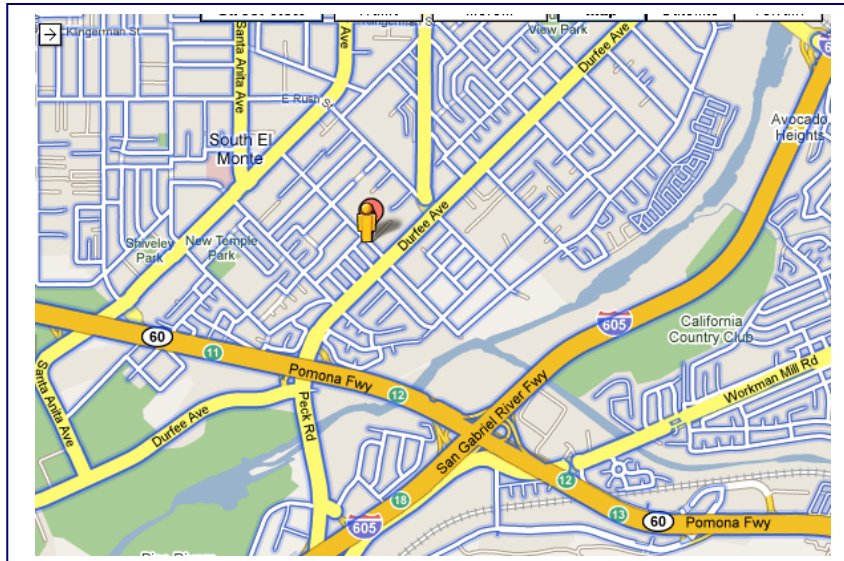 Map
Klingerman St
Santa Anita Ave
Ave
View Park
Durfee Ave
E Rush St
South El
Monte
Avocado
Heights
Durfee Ave
Shiveley
Park
New Temple
Park
60
11
Pomona Fwy
12
605
California
Country Club
Workman Mill Rd
Santa Anita Ave
Durfee Ave
Peck Rd
San Gabriel River Fwy
12
18
605
13
60
Pomona Fwy